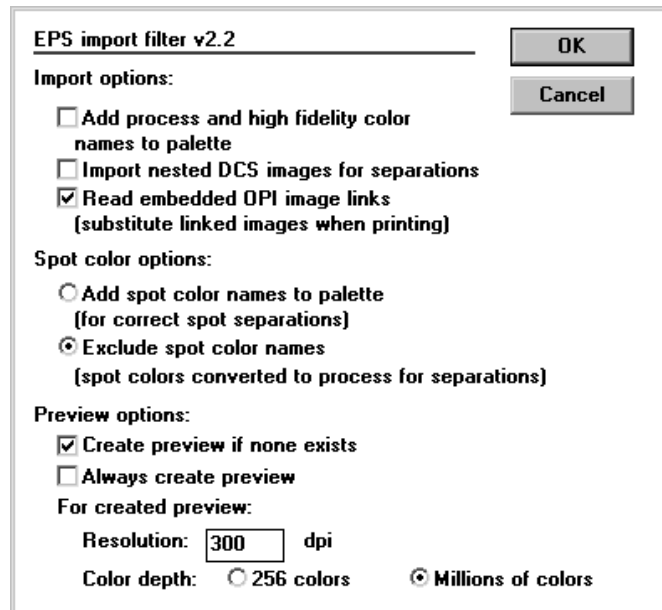 EPS import filter v2.2
OK
Import options:
Cancel
Add process and high fidelity color
names to palette
Import nested DCS images for separations
Read embedded OPI image links
(substitute linked images when printing)
Spot color options:
Add spot color names to palette
(for correct spot separations)
Exclude spot color names
(spot colors converted to process for separations)
Preview options:
Create preview if none exists
Always create preview
For created preview:
Resolution: 300 dpi
Color depth: 256 colors Millions of colors